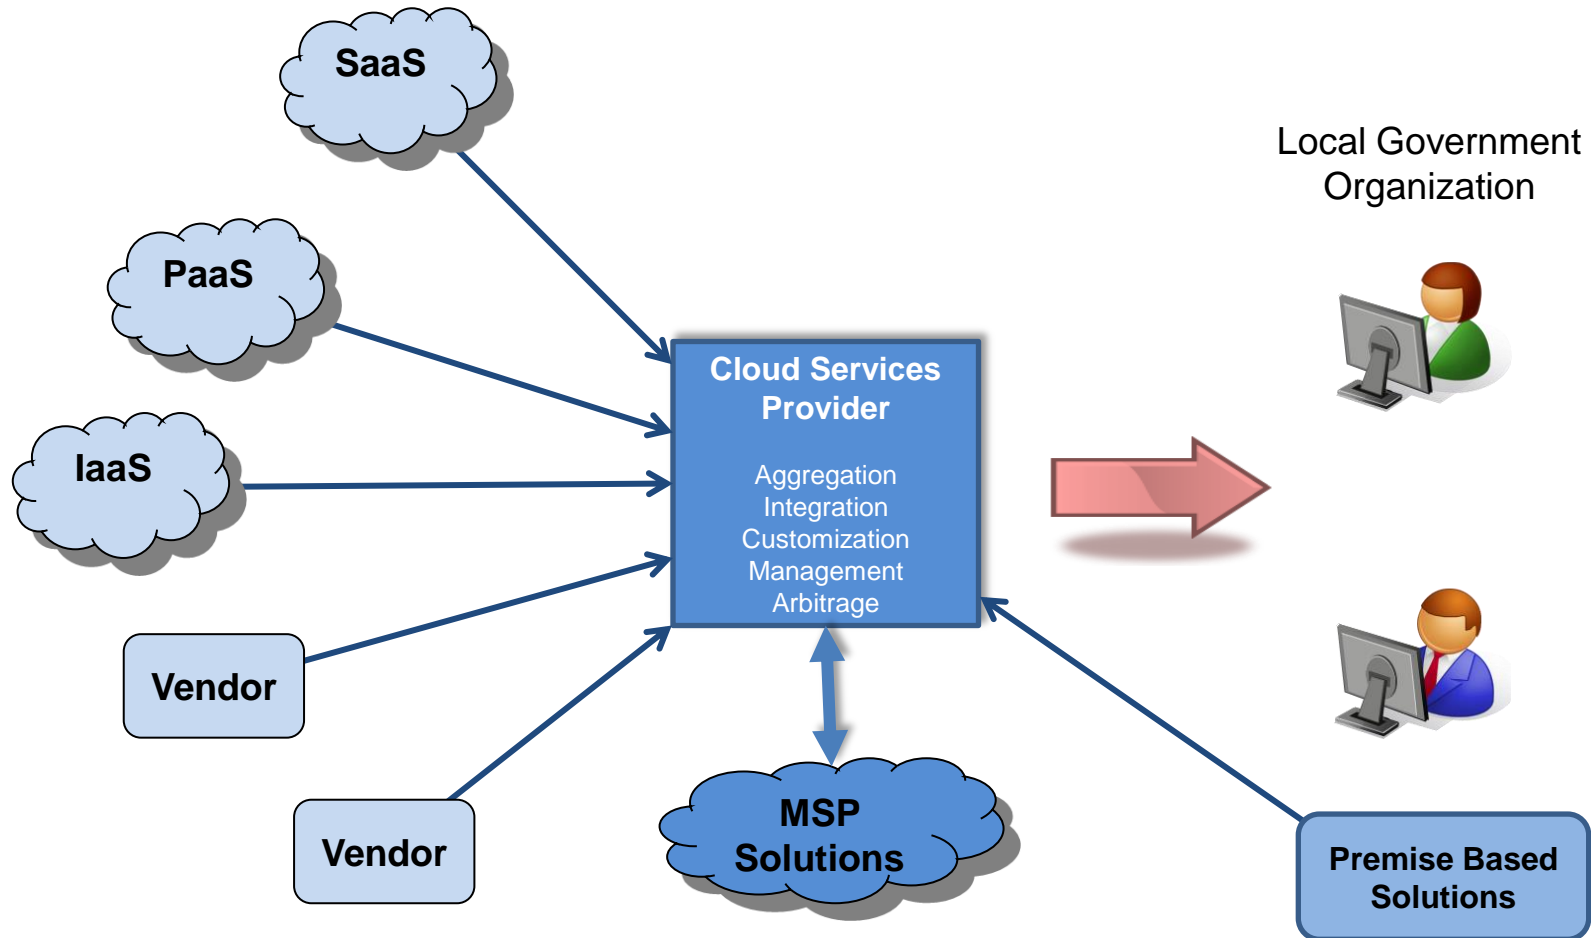 SaaS
Local Government
Organization
PaaS
Cloud Services
Provider
Aggregation
Integration
Customization
Management
Arbitrage
IaaS
Vendor
Vendor
MSP
Solutions
Premise Based
Solutions